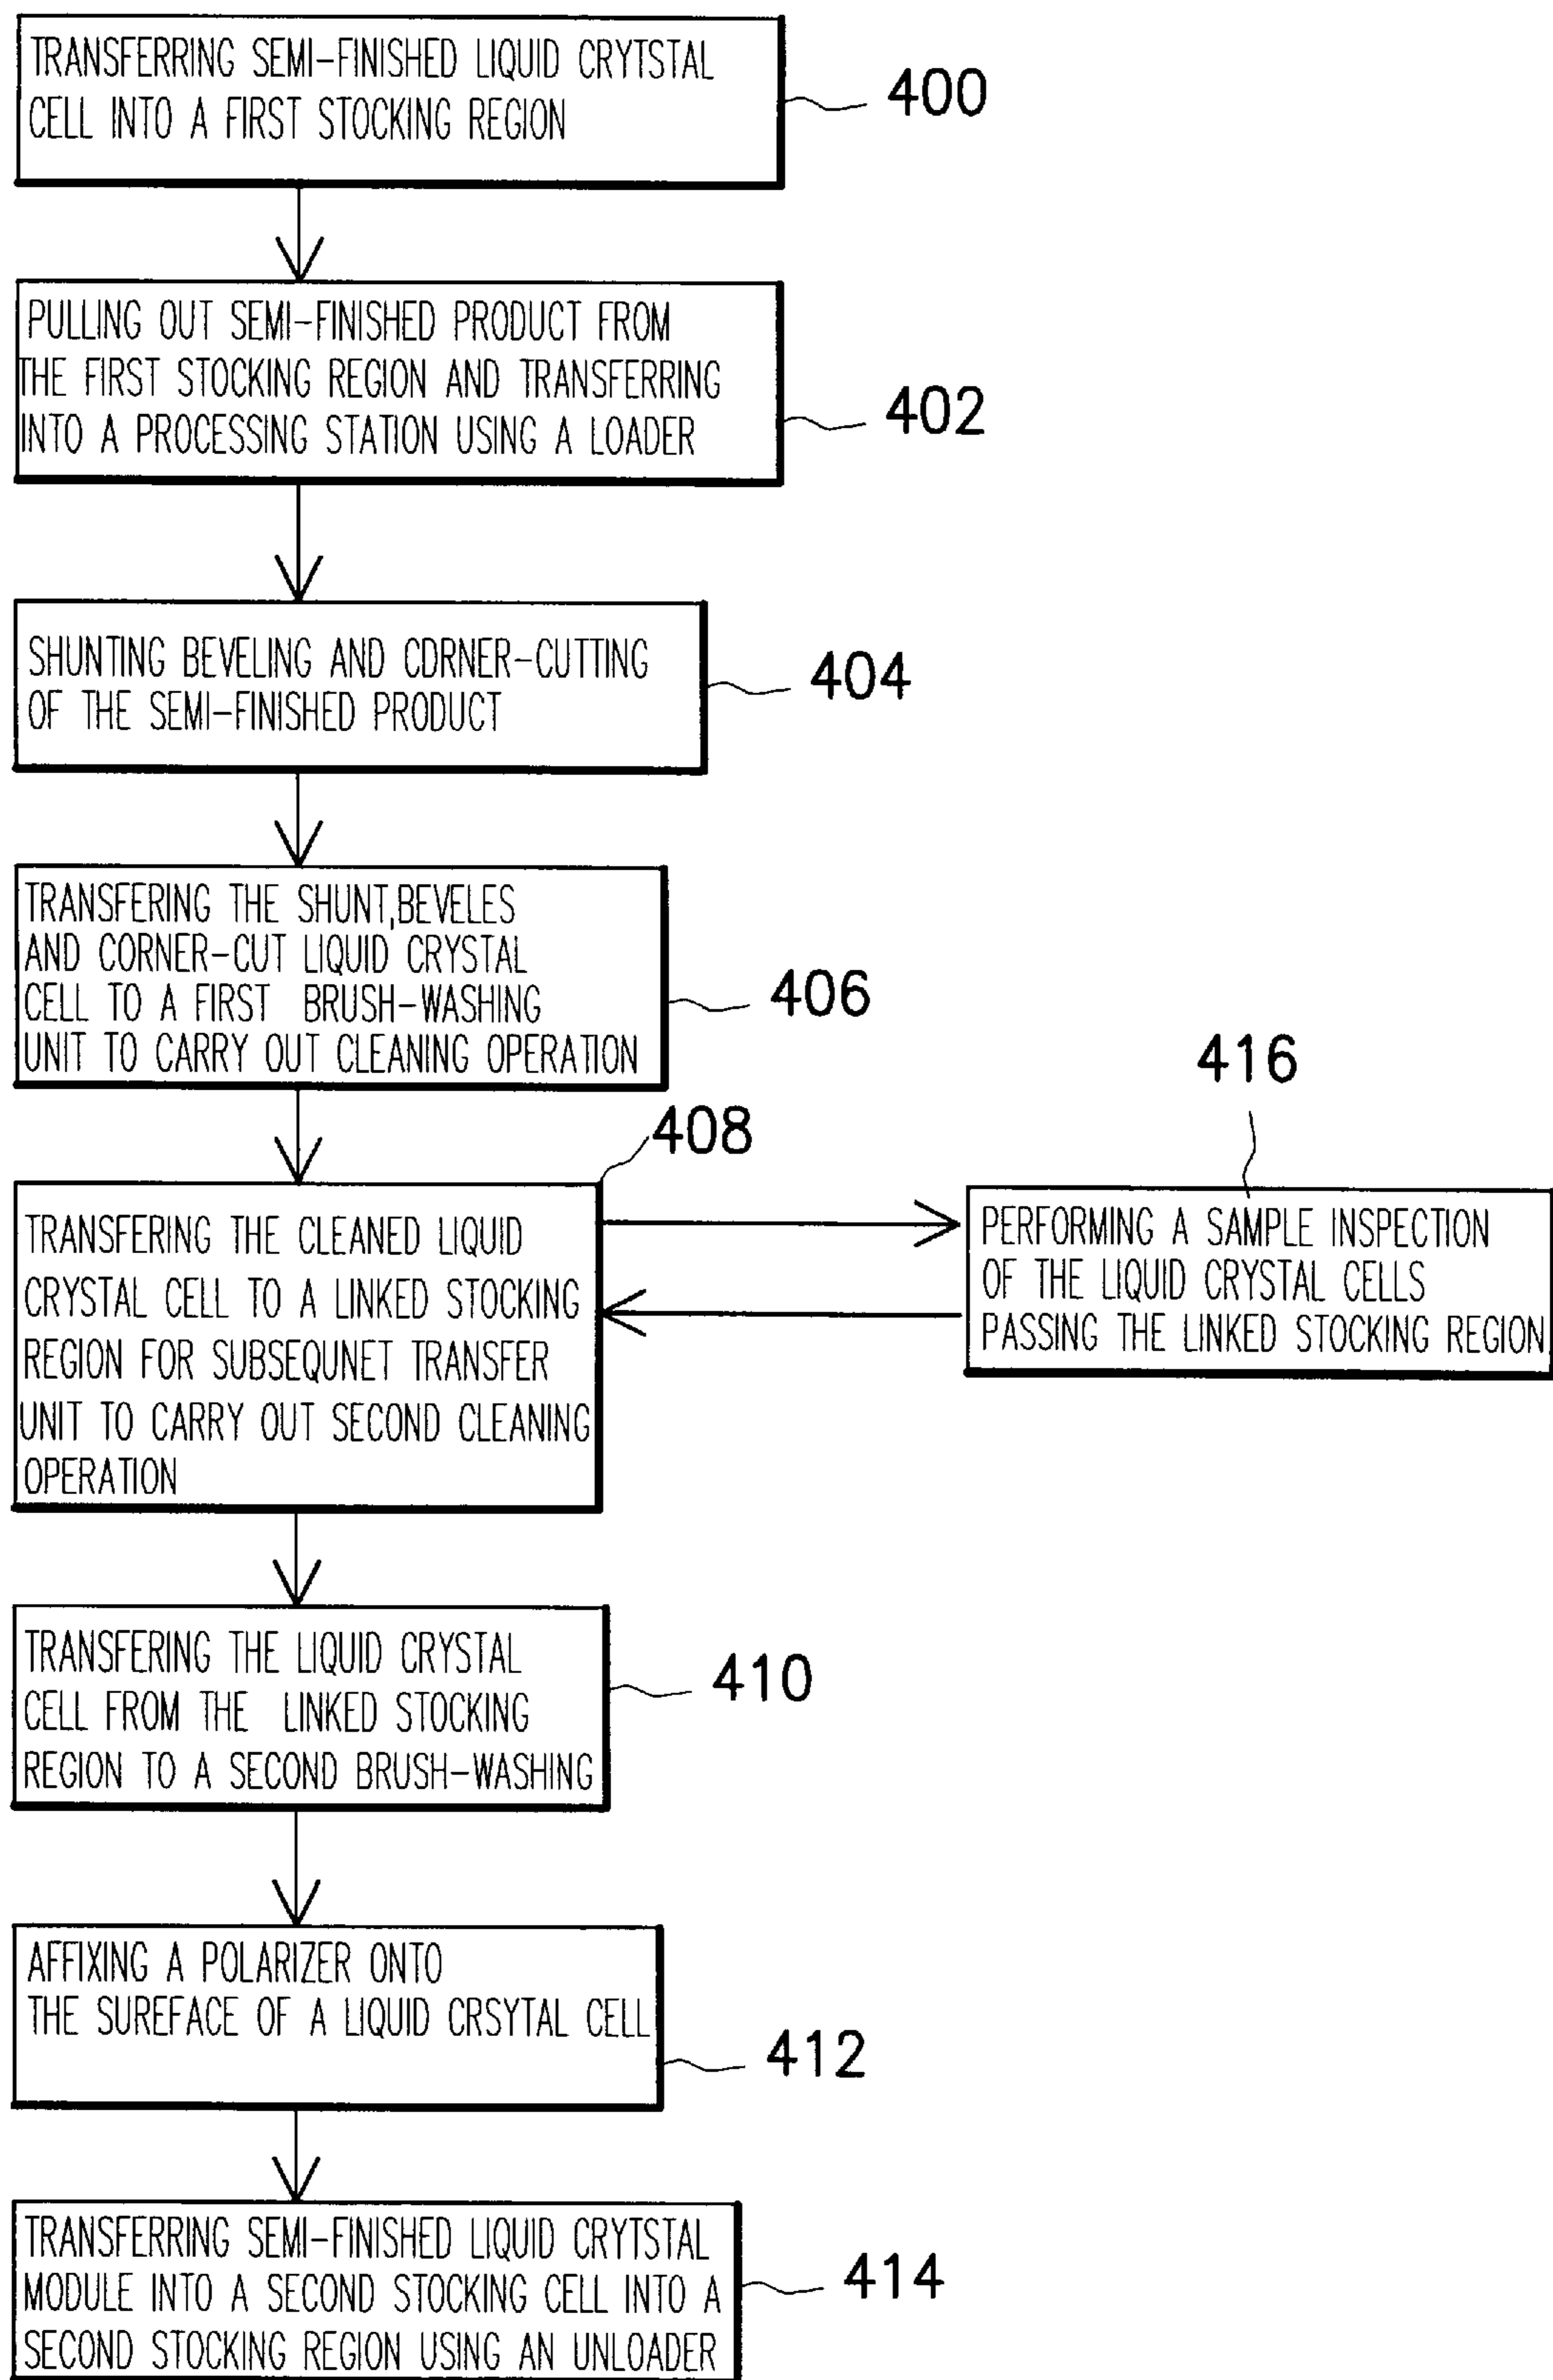 TRANSFERRING SEMI-FINISHED LIQUID CRYTSTAL
CELL INTO A FIRST STOCKING REGION
400
PULLING OUT SEMI-FINISHED PRODUCT FROM
THE FIRST STOCKING REGION AND TRANSFERRING
INTO A PROCESSING STATION USING A LOADER
402
SHUNTING BEVELING AND CORNER-CUTTING
OF THE SEMI-FINISHED PRODUCT
404
TRANSFERING THE SHUNT,BEVELES
AND CORNER-CUT LIQUID CRYSTAL
CELL TO A FIRST BRUSH-WASHING
UNIT TO CARRY OUT CLEANING OPERATION
406
408
TRANSFERING THE CLEANED LIQUID
CRYSTAL CELL TO A LINKED STOCKING
REGION FOR SUBSEQUNET TRANSFER
UNIT TO CARRY OUT SECOND CLEANING
OPERATION
416
PERFORMING A SAMPLE INSPECTION
OF THE LIQUID CRYSTAL CELLS
PASSING THE LINKED STOCKING REGION
TRANSFERING THE LIQUID CRYSTAL
CELL FROM THE LINKED STOCKING
REGION TO A SECOND BRUSH-WASHING
410
AFFIXING A POLARIZER ONTO
THE SUREFACE OF A LIQUID CRSYTAL CELL
412
TRANSFERRING SEMI-FINISHED LIQUID CRYTSTAL
MODULE INTO A SECOND STOCKING CELL INTO A
SECOND STOCKING REGION USING AN UNLOADER
414